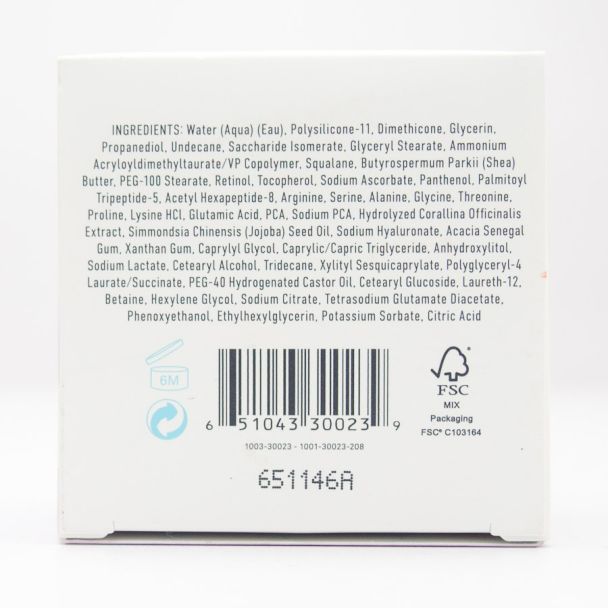 INGREDIENTS: Water (Aqua) (Eau), Polysilicone-11, Dimethicone, Glycerin,
Propanediol, Undecane, Saccharide Isomerate, Glyceryl Stearate, Ammonium
Acryloyldimethyltaurate/VP Copolymer, Squalane, Butyrospermum Parkii (Shea)
Butter, PEG-100 Stearate, Retinol, Tocopherol, Sodium Ascorbate, Panthenol, Palmitoyl
Tripeptide-5, Acetyl Hexapeptide-8, Arginine, Serine, Alanine, Glycine, Threonine,
Proline, Lysine HCl, Glutamic Acid, PCA, Sodium PCA, Hydrolyzed Corallina Officinalis
Extract, Simmondsia Chinensis (Jojoba) Seed Oil, Sodium Hyaluronate, Acacia Senegal
Gum, Xanthan Gum, Caprylyl Glycol, Caprylic/Capric Triglyceride, Anhydroxylitol,
Sodium Lactate, Cetearyl Alcohol, Tridecane, Xylityl Sesquicaprylate, Polyglyceryl-4
Laurate/Succinate, PEG-40 Hydrogenated Castor Oil, Cetearyl Glucoside, Laureth-12,
Betaine, Hexylene Glycol, Sodium Citrate, Tetrasodium Glutamate Diacetate,
Phenoxyethanol, Ethylhexylglycerin, Potassium Sorbate, Citric Acid
6M
6 51043 30023 9
1003-30023 - 1001-30023-208
FSC
MIX
Packaging
FSC® C103164
651146A